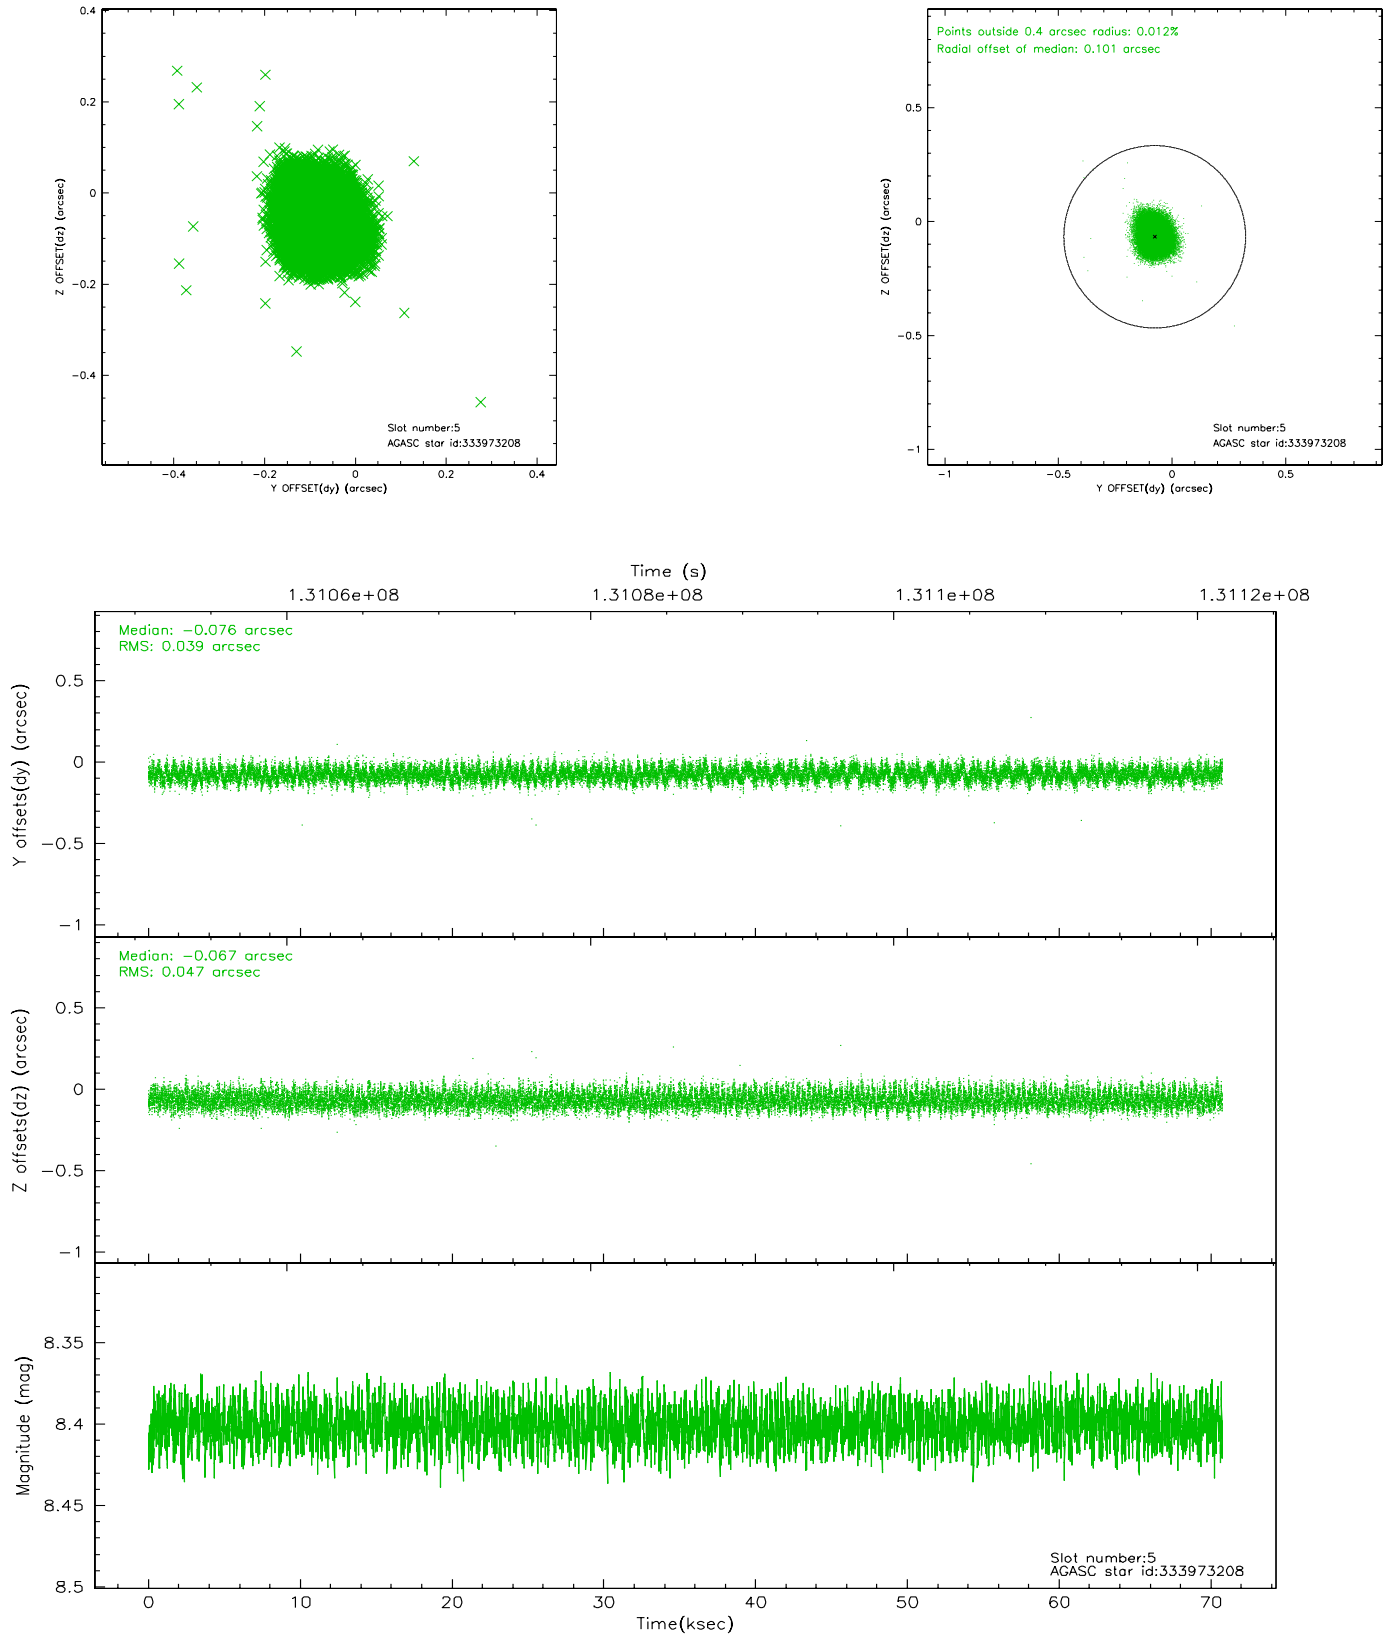 0.4
0.2
0
−0.2
−0.4
Z OFFSET(dz) (arcsec)
Slot number:5
AGASC star id:333973208
−0.4 −0.2 0 0.2 0.4
Y OFFSET(dy) (arcsec)
Points outside 0.4 arcsec radius: 0.012%
Radial offset of median: 0.101 arcsec
0.5
0
−0.5
−1
Z OFFSET(dz) (arcsec)
Slot number:5
AGASC star id:333973208
−1 −0.5 0 0.5
Y OFFSET(dy) (arcsec)
Time (s)
1.3106e+08 1.3108e+08 1.311e+08 1.3112e+08
Median: −0.076 arcsec
RMS: 0.039 arcsec
0.5
0
−0.5
−1
Y offsets(dy) (arcsec)
Median: −0.067 arcsec
RMS: 0.047 arcsec
0.5
0
−0.5
−1
Z offsets(dz) (arcsec)
8.35
8.4
8.45
8.5
Magnitude (mag)
Slot number:5
AGASC star id:333973208
0 10 20 30 40 50 60 70
Time(ksec)